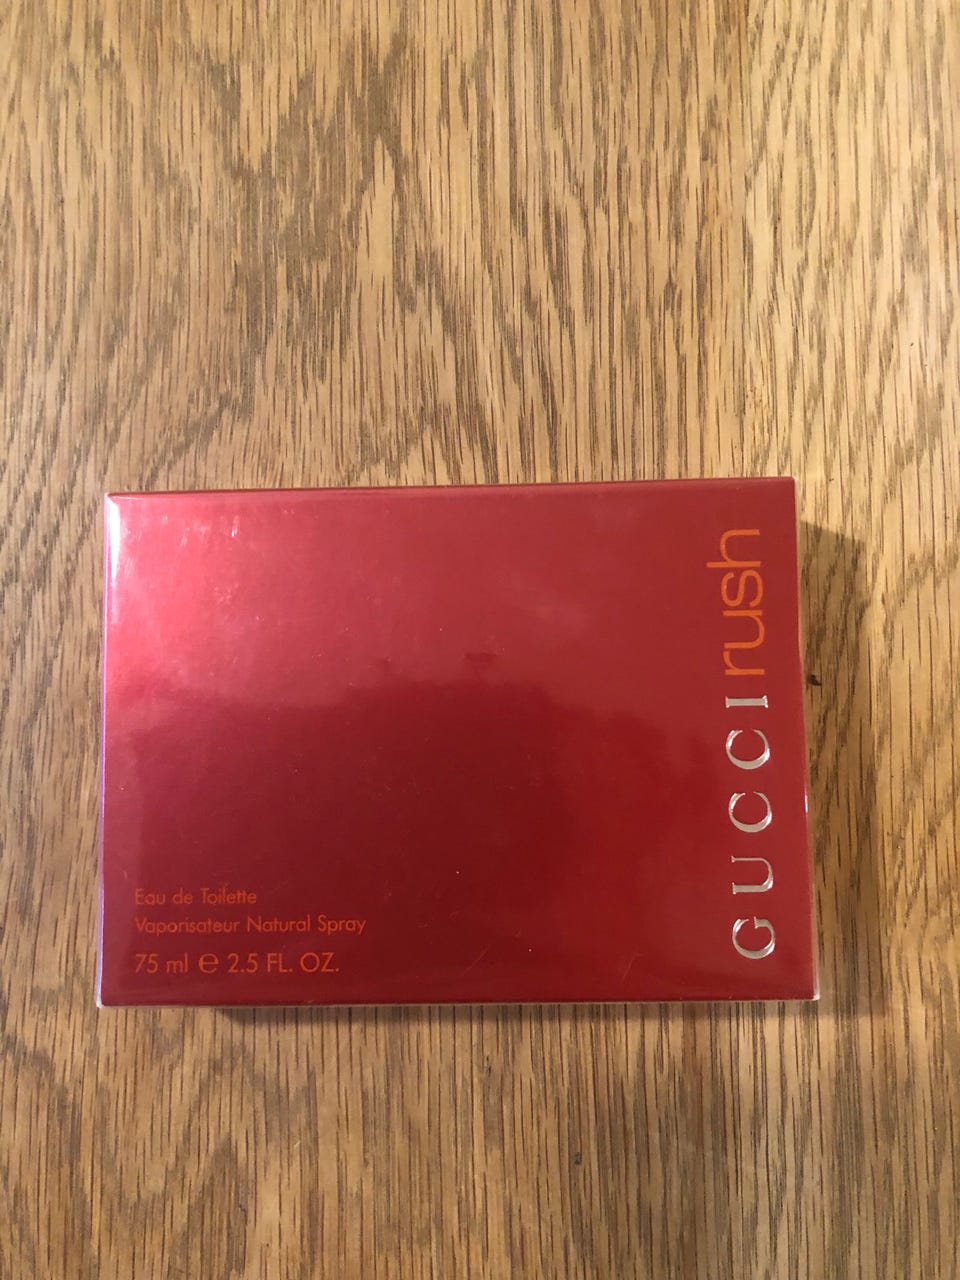 GUCCI rush
Eau de Toilette
Vaporisateur Natural Spray
75 ml ℮ 2.5 FL. OZ.